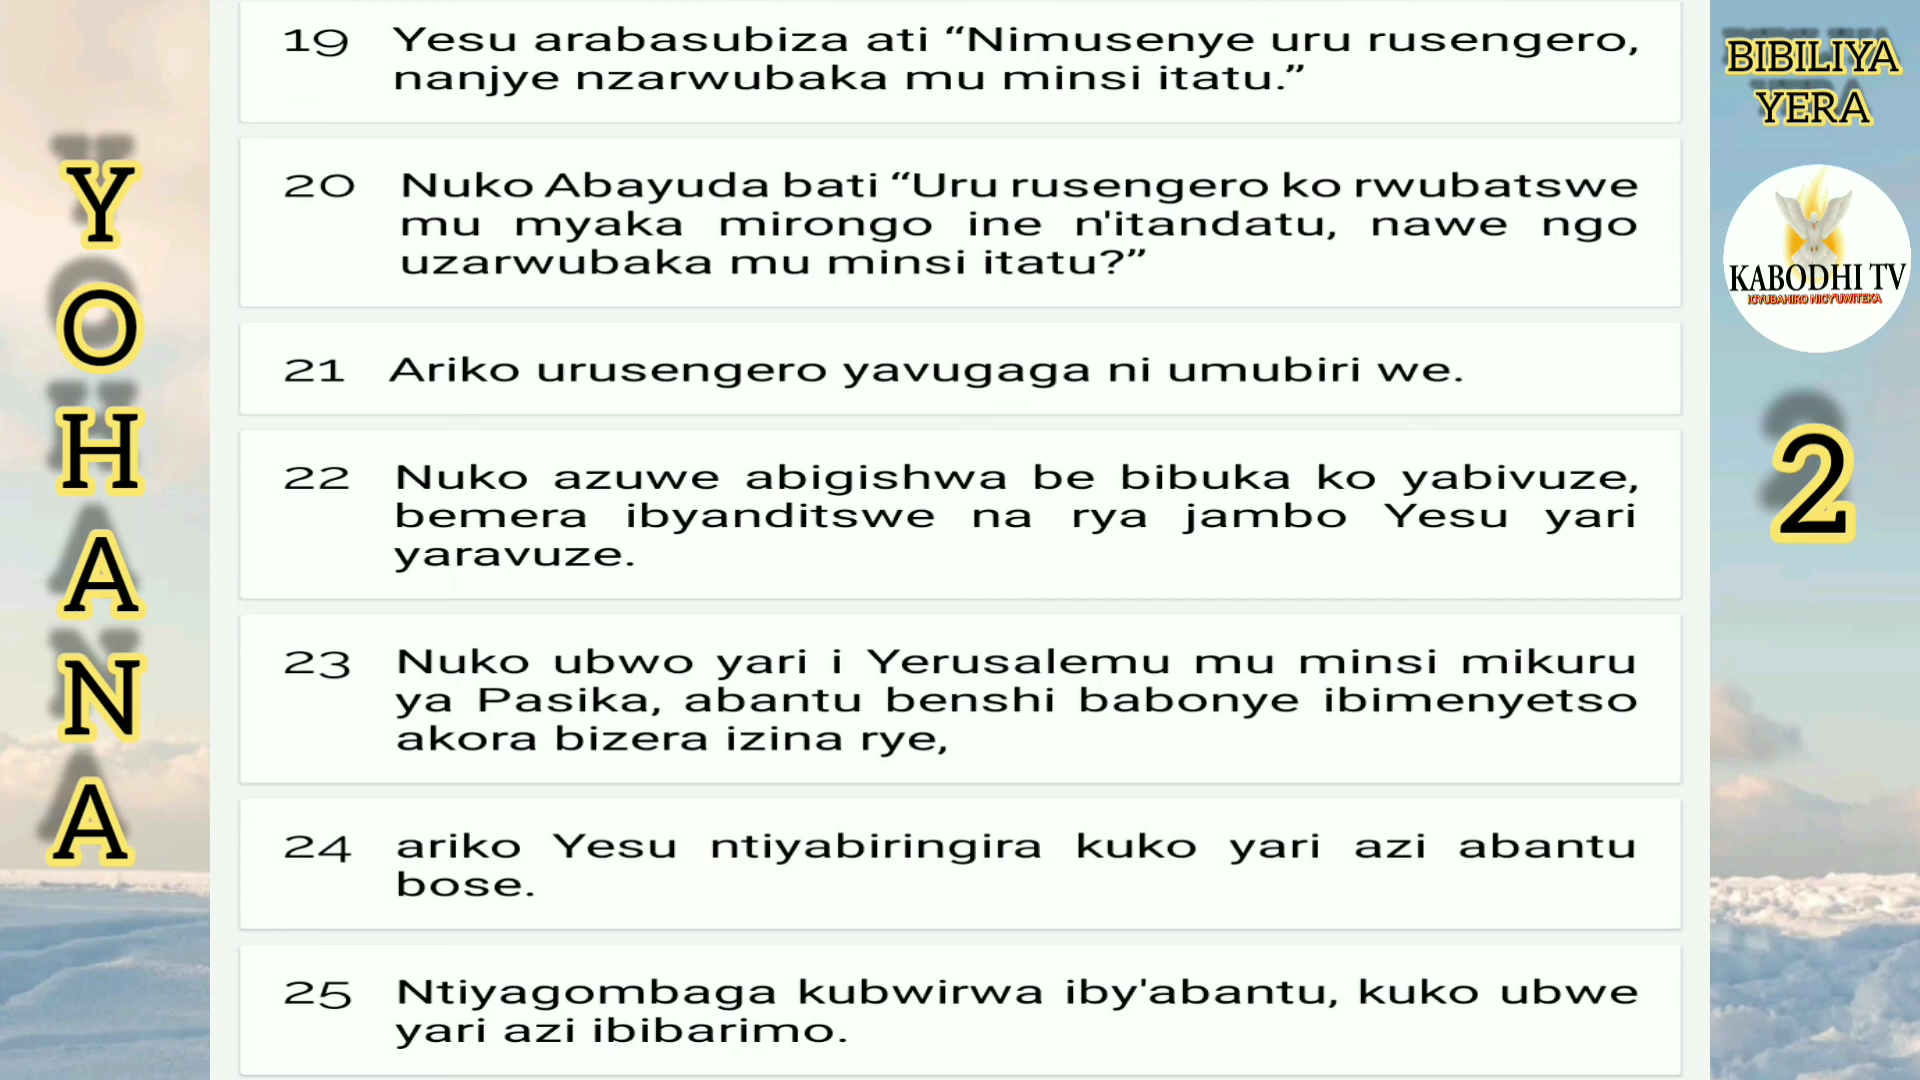 YOHANA
19 Yesu arabasubiza ati “Nimusenye uru rusengero,
nanjye nzarwubaka mu minsi itatu.”
20 Nuko Abayuda bati “Uru rusengero ko rwubatswe
mu myaka mirongo ine n'itandatu, nawe ngo
uzarwubaka mu minsi itatu?”
21 Ariko urusengero yavugaga ni umubiri we.
22 Nuko azuwe abigishwa be bibuka ko yabivuze,
bemera ibyanditswe na rya jambo Yesu yari
yaravuze.
23 Nuko ubwo yari i Yerusalemu mu minsi mikuru
ya Pasika, abantu benshi babonye ibimenyetso
akora bizera izina rye,
24 ariko Yesu ntiyabiringira kuko yari azi abantu
bose.
25 Ntiyagombaga kubwirwa iby'abantu, kuko ubwe
yari azi ibibarimo.
BIBILIYA
YERA
KABODHI TV
ICYUBAHIRO NICY'UWITEKA
2